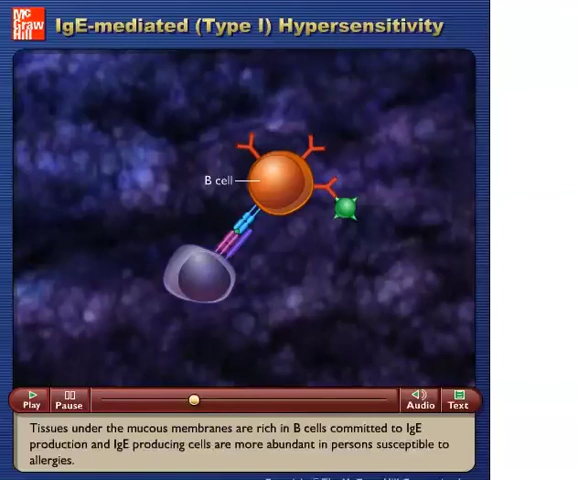 Mc
Graw
Hill
IgE-mediated (Type I) Hypersensitivity
B cell
Play
Pause
Audio
Text
Tissues under the mucous membranes are rich in B cells committed to IgE
production and IgE producing cells are more abundant in persons susceptible to
allergies.